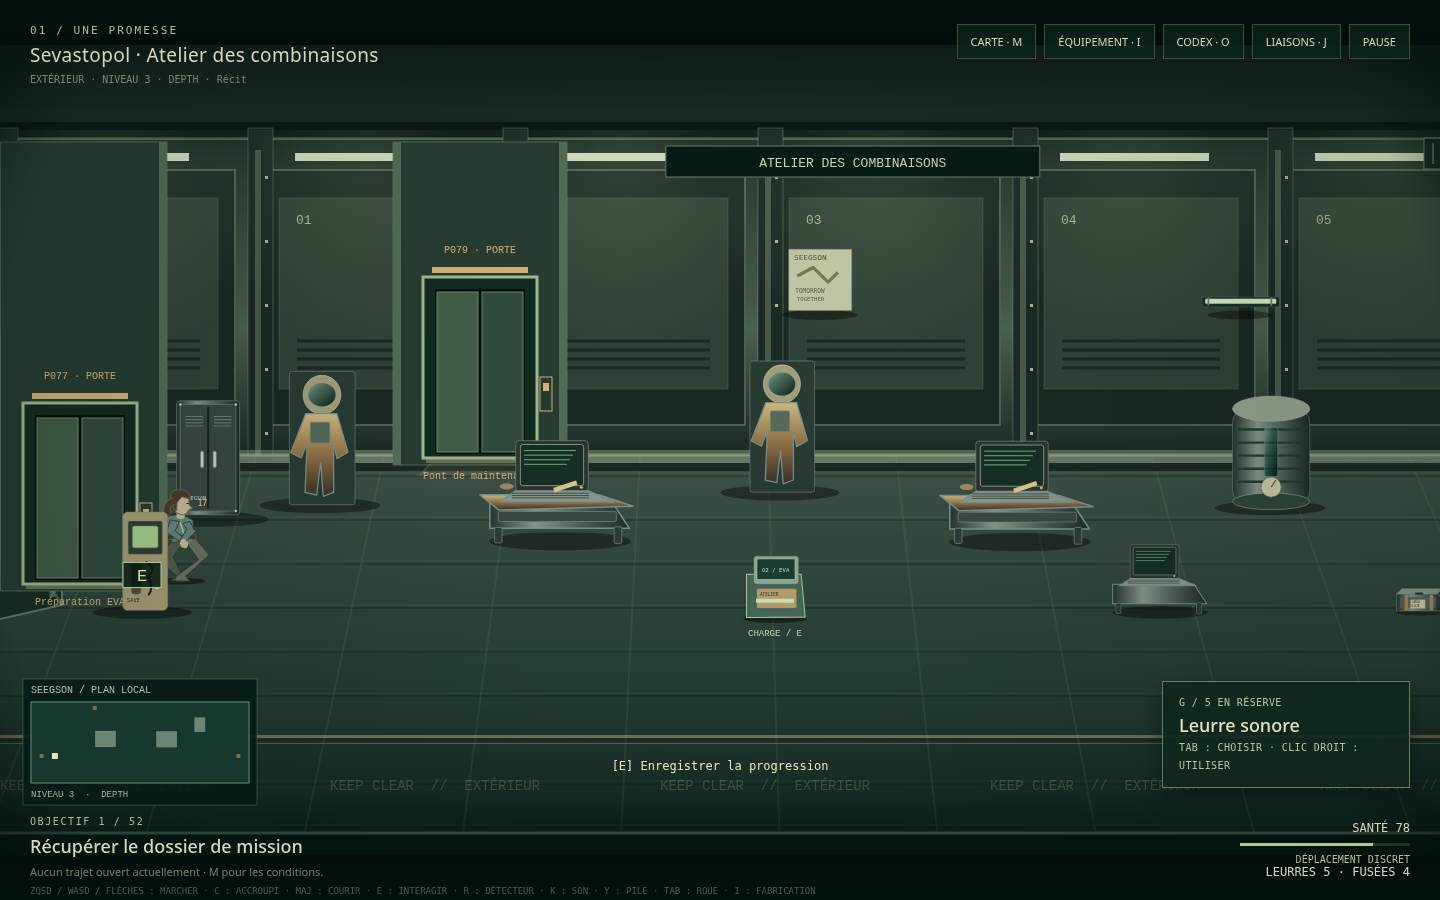 01 / UNE PROMESSE
Sevastopol · Atelier des combinaisons
EXTÉRIEUR · NIVEAU 3 · DEPTH · Récit
CARTE · M
ÉQUIPEMENT · I
CODEX · O
LIAISONS · J
PAUSE
ATELIER DES COMBINAISONS
01
03
04
05
P079 · PORTE
SEEGSON
TOMORROW
TOGETHER
P077 · PORTE
Pont de mainten
17
E
SAVE
Préparation EVA
02 / EVA
ATELIER
CHARGE / E
SEEGSON / PLAN LOCAL
NIVEAU 3 · DEPTH
G / 5 EN RÉSERVE
Leurre sonore
TAB : CHOISIR · CLIC DROIT :
UTILISER
[E] Enregistrer la progression
KEEP CLEAR // EXTÉRIEUR
KEEP CLEAR // EXTÉRIEUR
KEEP CLEAR // EXTÉRIEUR
OBJECTIF 1 / 52
Récupérer le dossier de mission
Aucun trajet ouvert actuellement · M pour les conditions.
ZQSD / WASD / FLÈCHES : MARCHER · C : ACCROUPI · MAJ : COURIR · E : INTERAGIR · R : DÉTECTEUR · K : SON · Y : PILE · TAB : ROUE · I : FABRICATION
SANTÉ 78
DÉPLACEMENT DISCRET
LEURRES 5 · FUSÉES 4